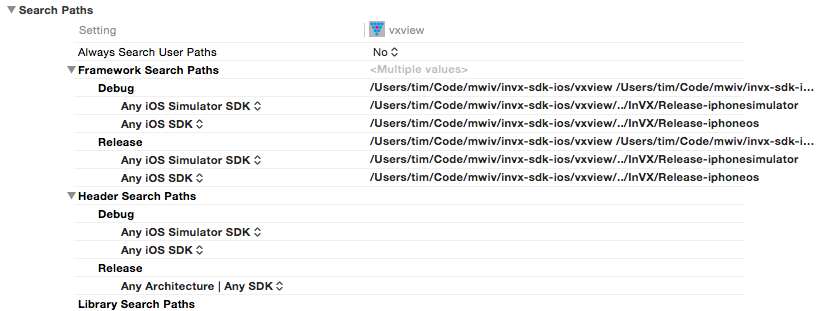 Search Paths
Setting vxview
Always Search User Paths No
Framework Search Paths <Multiple values>
Debug /Users/tim/Code/mwiv/invx-sdk-ios/vxview /Users/tim/Code/mwiv/invx-sdk-i...
Any iOS Simulator SDK /Users/tim/Code/mwiv/invx-sdk-ios/vxview/../InVX/Release-iphonesimulator
Any iOS SDK /Users/tim/Code/mwiv/invx-sdk-ios/vxview/../InVX/Release-iphoneos
Release /Users/tim/Code/mwiv/invx-sdk-ios/vxview /Users/tim/Code/mwiv/invx-sdk-i...
Any iOS Simulator SDK /Users/tim/Code/mwiv/invx-sdk-ios/vxview/../InVX/Release-iphonesimulator
Any iOS SDK /Users/tim/Code/mwiv/invx-sdk-ios/vxview/../InVX/Release-iphoneos
Header Search Paths
Debug
Any iOS Simulator SDK
Any iOS SDK
Release
Any Architecture | Any SDK
Library Search Paths